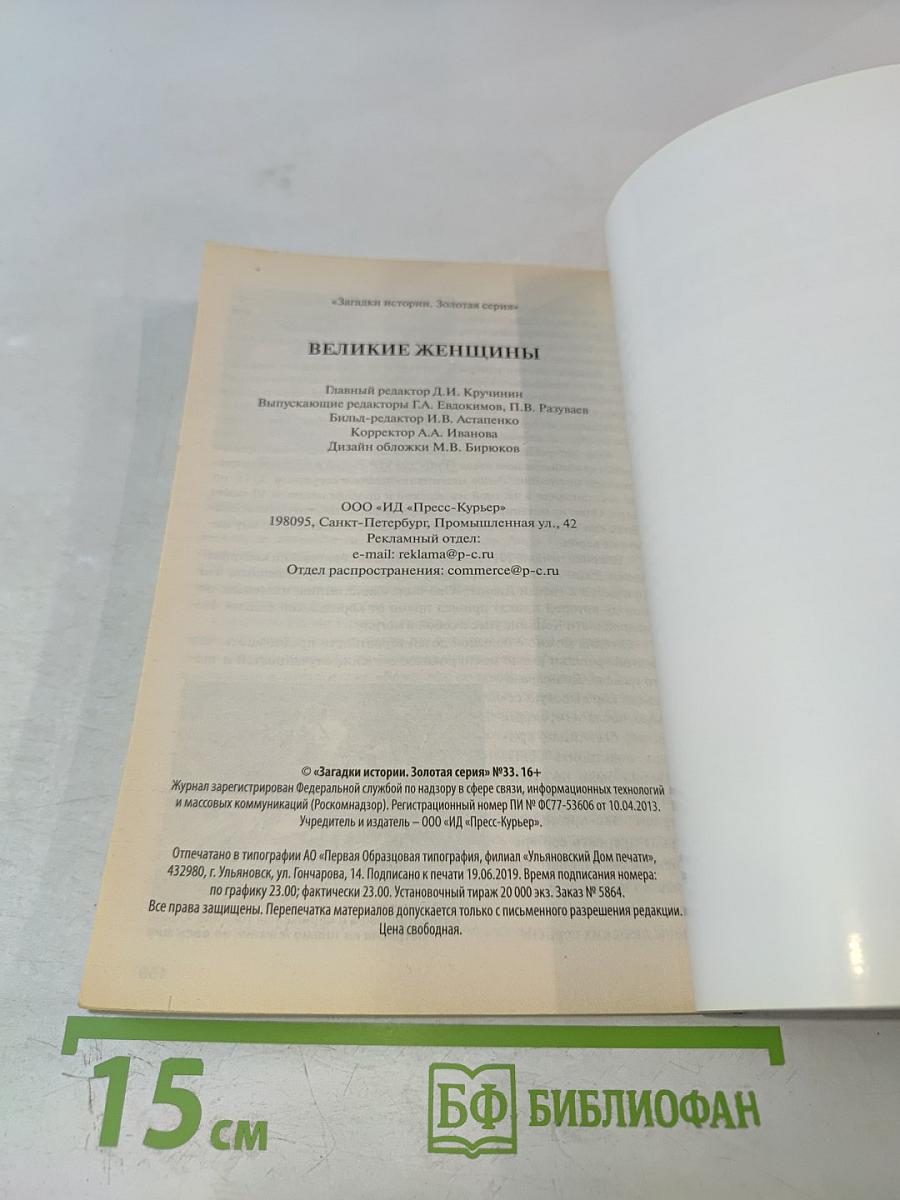 «Загадки истории. Золотая серия»
ВЕЛИКИЕ ЖЕНЩИНЫ
Главный редактор Д.И. Кручинин
Выпускающие редакторы Г.А. Евдокимов, П.В. Разуваев
Бильд-редактор И.В. Астапенко
Корректор А.А. Иванова
Дизайн обложки М.В. Бирюков
ООО «ИД «Пресс-Курьер»
198095, Санкт-Петербург, Промышленная ул., 42
Рекламный отдел:
e-mail: reklama@p-c.ru
Отдел распространения: commerce@p-c.ru
© «Загадки истории. Золотая серия» №33. 16+
Журнал зарегистрирован Федеральной службой по надзору в сфере связи, информационных технологий
и массовых коммуникаций (Роскомнадзор). Регистрационный номер ПИ № ФС77-53606 от 10.04.2013.
Учредитель и издатель – ООО «ИД «Пресс-Курьер».
Отпечатано в типографии АО «Первая Образцовая типография, филиал «Ульяновский Дом печати»,
432980, г. Ульяновск, ул. Гончарова, 14. Подписано к печати 19.06.2019. Время подписания номера:
по графику 23.00; фактически 23.00. Установочный тираж 20 000 экз. Заказ № 5864.
Все права защищены. Перепечатка материалов допускается только с письменного разрешения редакции.
Цена свободная.
15 см
БФ БИБЛИОФАН